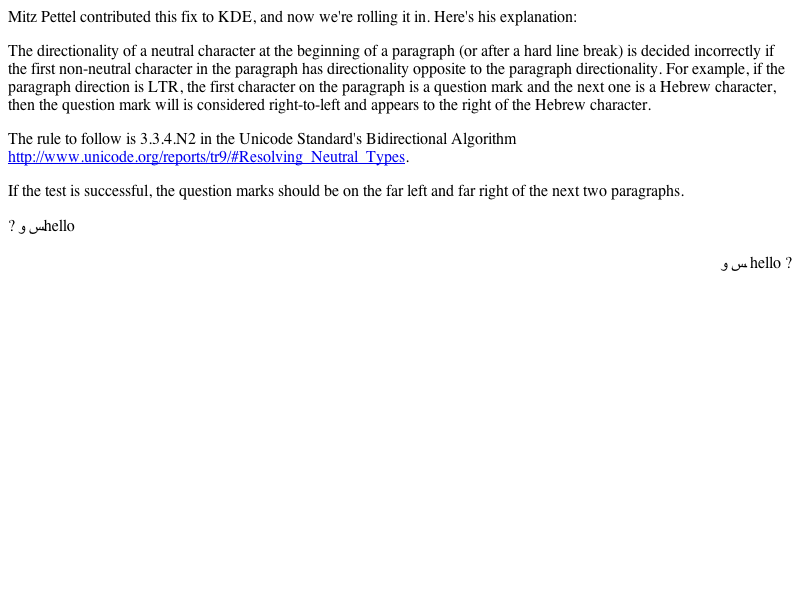 Mitz Pettel contributed this fix to KDE, and now we're rolling it in. Here's his explanation:
The directionality of a neutral character at the beginning of a paragraph (or after a hard line break) is decided incorrectly if
the first non-neutral character in the paragraph has directionality opposite to the paragraph directionality. For example, if the
paragraph direction is LTR, the first character on the paragraph is a question mark and the next one is a Hebrew character,
then the question mark will is considered right-to-left and appears to the right of the Hebrew character.
The rule to follow is 3.3.4.N2 in the Unicode Standard's Bidirectional Algorithm
http://www.unicode.org/reports/tr9/#Resolving_Neutral_Types.
If the test is successful, the question marks should be on the far left and far right of the next two paragraphs.
? س و‎hello
? hello س و